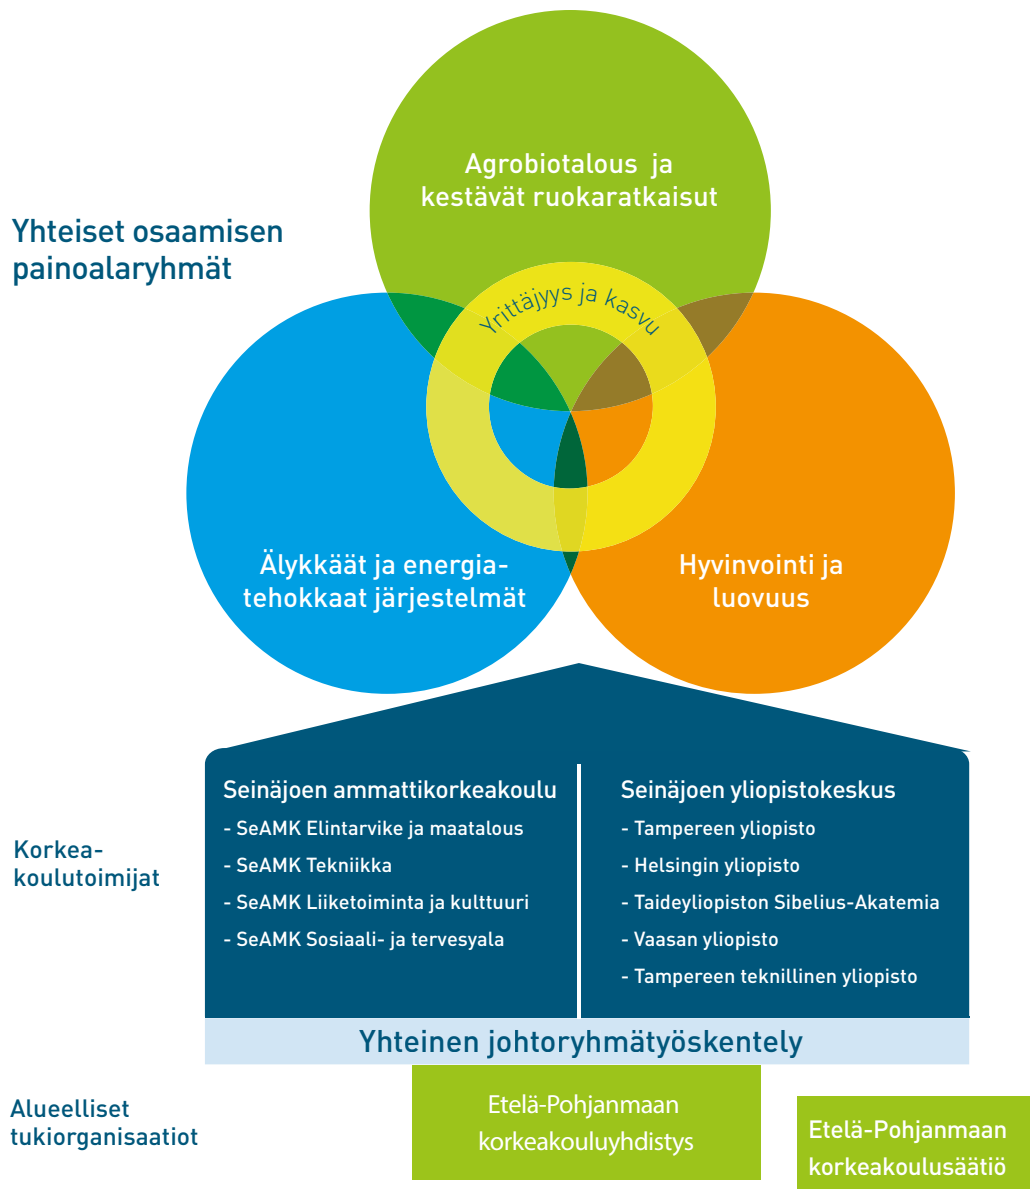 Agrobiotalous ja
kestävät ruokaratkaisut
Yhteiset osaamisen
painoalaryhmät
Yrittäjyys ja kasvu
Älykkäät ja energia-
tehokkaat järjestelmät
Hyvinvointi ja
luovuus
Korkea-
koulutoimijat
Seinäjoen ammattikorkeakoulu
- SeAMK Elintarvike ja maatalous
- SeAMK Tekniikka
- SeAMK Liiketoiminta ja kulttuuri
- SeAMK Sosiaali- ja tervesyala
Seinäjoen yliopistokeskus
- Tampereen yliopisto
- Helsingin yliopisto
- Taideyliopiston Sibelius-Akatemia
- Vaasan yliopisto
- Tampereen teknillinen yliopisto
Yhteinen johtoryhmätyöskentely
Alueelliset
tukiorganisaatiot
Etelä-Pohjanmaan
korkeakouluyhdistys
Etelä-Pohjanmaan
korkeakoulusäätiö